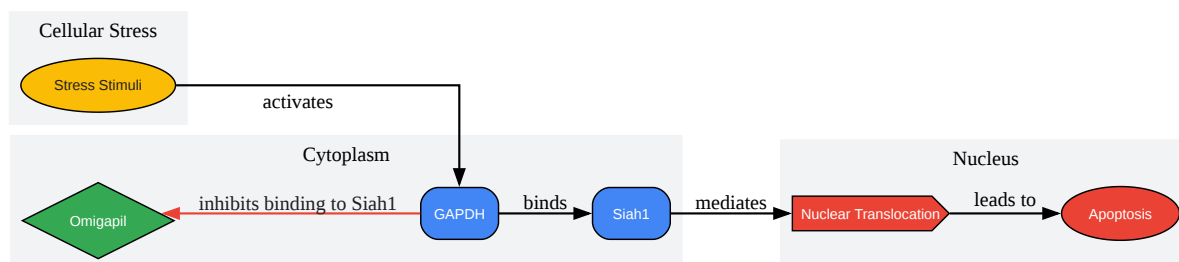 Cellular Stress
Stress Stimuli
activates
Cytoplasm
Nucleus
Omigapil
inhibits binding to Siah1
GAPDH
binds
Siah1
mediates
Nuclear Translocation
leads to
Apoptosis